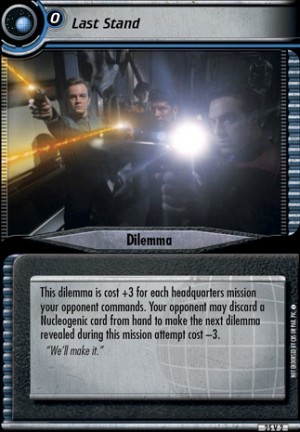 0
Last Stand
Dilemma
This dilemma is cost +3 for each headquarters mission
your opponent commands. Your opponent may discard a
Nucleogenic card from hand to make the next dilemma
revealed during this mission attempt cost –3.
"We'll make it."
35 V 2